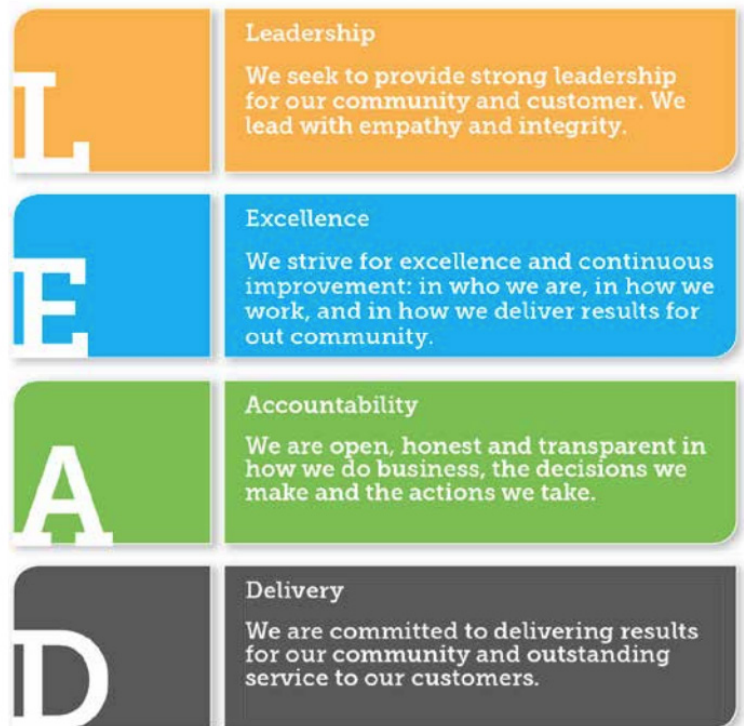 L
Leadership
We seek to provide strong leadership
for our community and customer. We
lead with empathy and integrity.
E
Excellence
We strive for excellence and continuous
improvement: in who we are, in how we
work, and in how we deliver results for
out community.
A
Accountability
We are open, honest and transparent in
how we do business, the decisions we
make and the actions we take.
D
Delivery
We are committed to delivering results
for our community and outstanding
service to our customers.